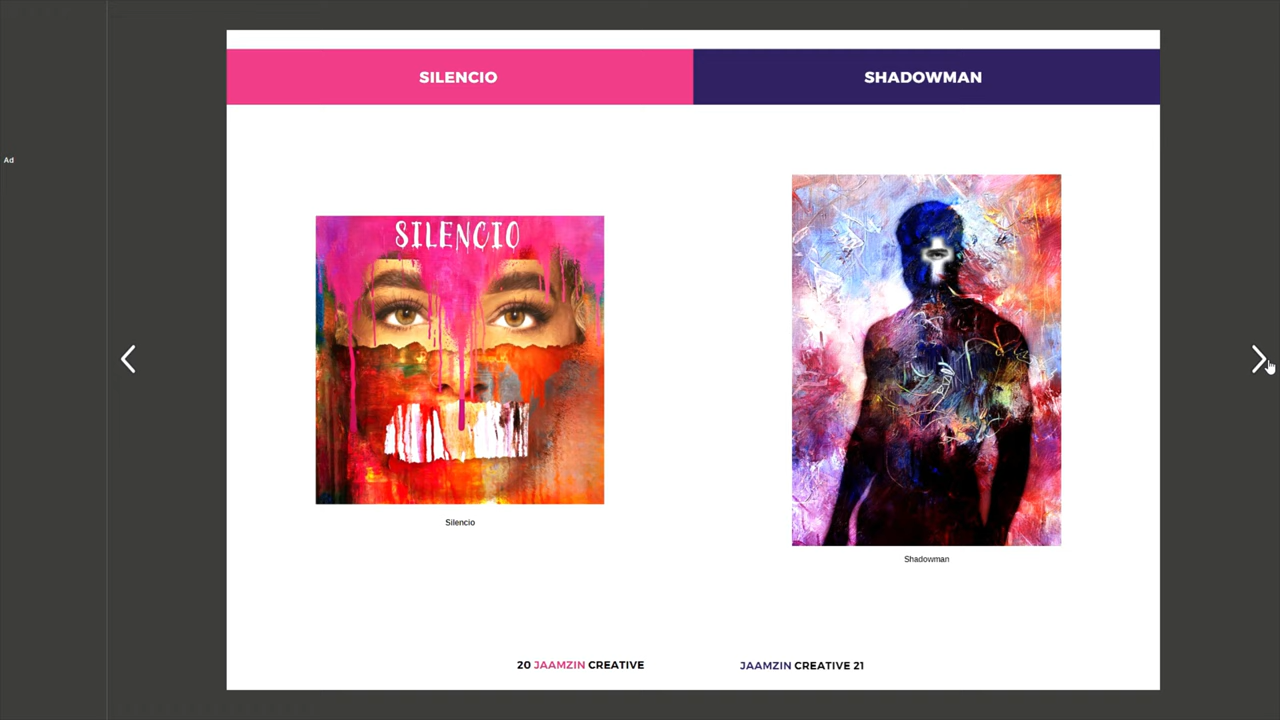 Ad
SILENCIO
SHADOWMAN
SILENCIO
Silencio
Shadowman
20 JAAMZIN CREATIVE
JAAMZIN CREATIVE 21